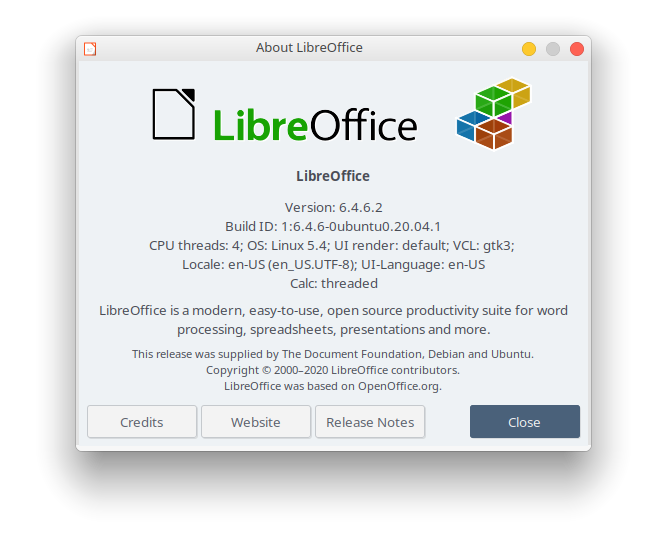 About LibreOffice
LibreOffice
LibreOffice
Version: 6.4.6.2
Build ID: 1:6.4.6-0ubuntu0.20.04.1
CPU threads: 4; OS: Linux 5.4; UI render: default; VCL: gtk3;
Locale: en-US (en_US.UTF-8); UI-Language: en-US
Calc: threaded
LibreOffice is a modern, easy-to-use, open source productivity suite for word
processing, spreadsheets, presentations and more.
This release was supplied by The Document Foundation, Debian and Ubuntu.
Copyright © 2000–2020 LibreOffice contributors.
LibreOffice was based on OpenOffice.org.
Credits Website Release Notes Close